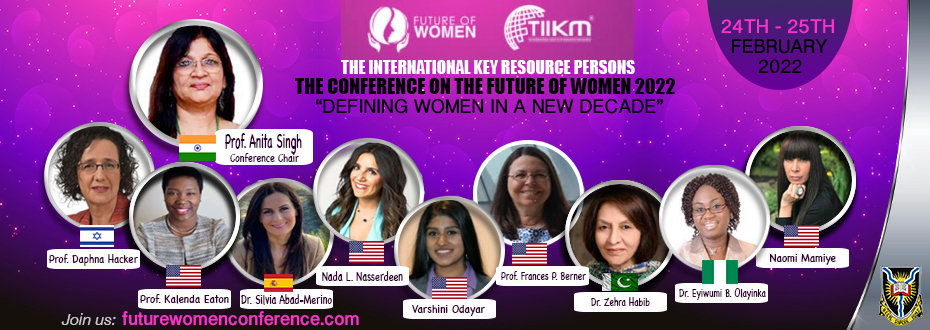 FUTURE OF
WOMEN
TIIKM
24TH - 25TH
FEBRUARY
2022
THE INTERNATIONAL KEY RESOURCE PERSONS
THE CONFERENCE ON THE FUTURE OF WOMEN 2022
“DEFINING WOMEN IN A NEW DECADE”
Prof. Anita Singh
Conference Chair
Prof. Daphna Hacker
Prof. Kalenda Eaton
Dr. Silvia Abad-Merino
Nada L. Nasserdeen
Varshini Odayar
Prof. Frances P. Berner
Dr. Zehra Habib
Dr. Eyiwumi B. Olayinka
Naomi Mamiye
Join us: futurewomenconference.com